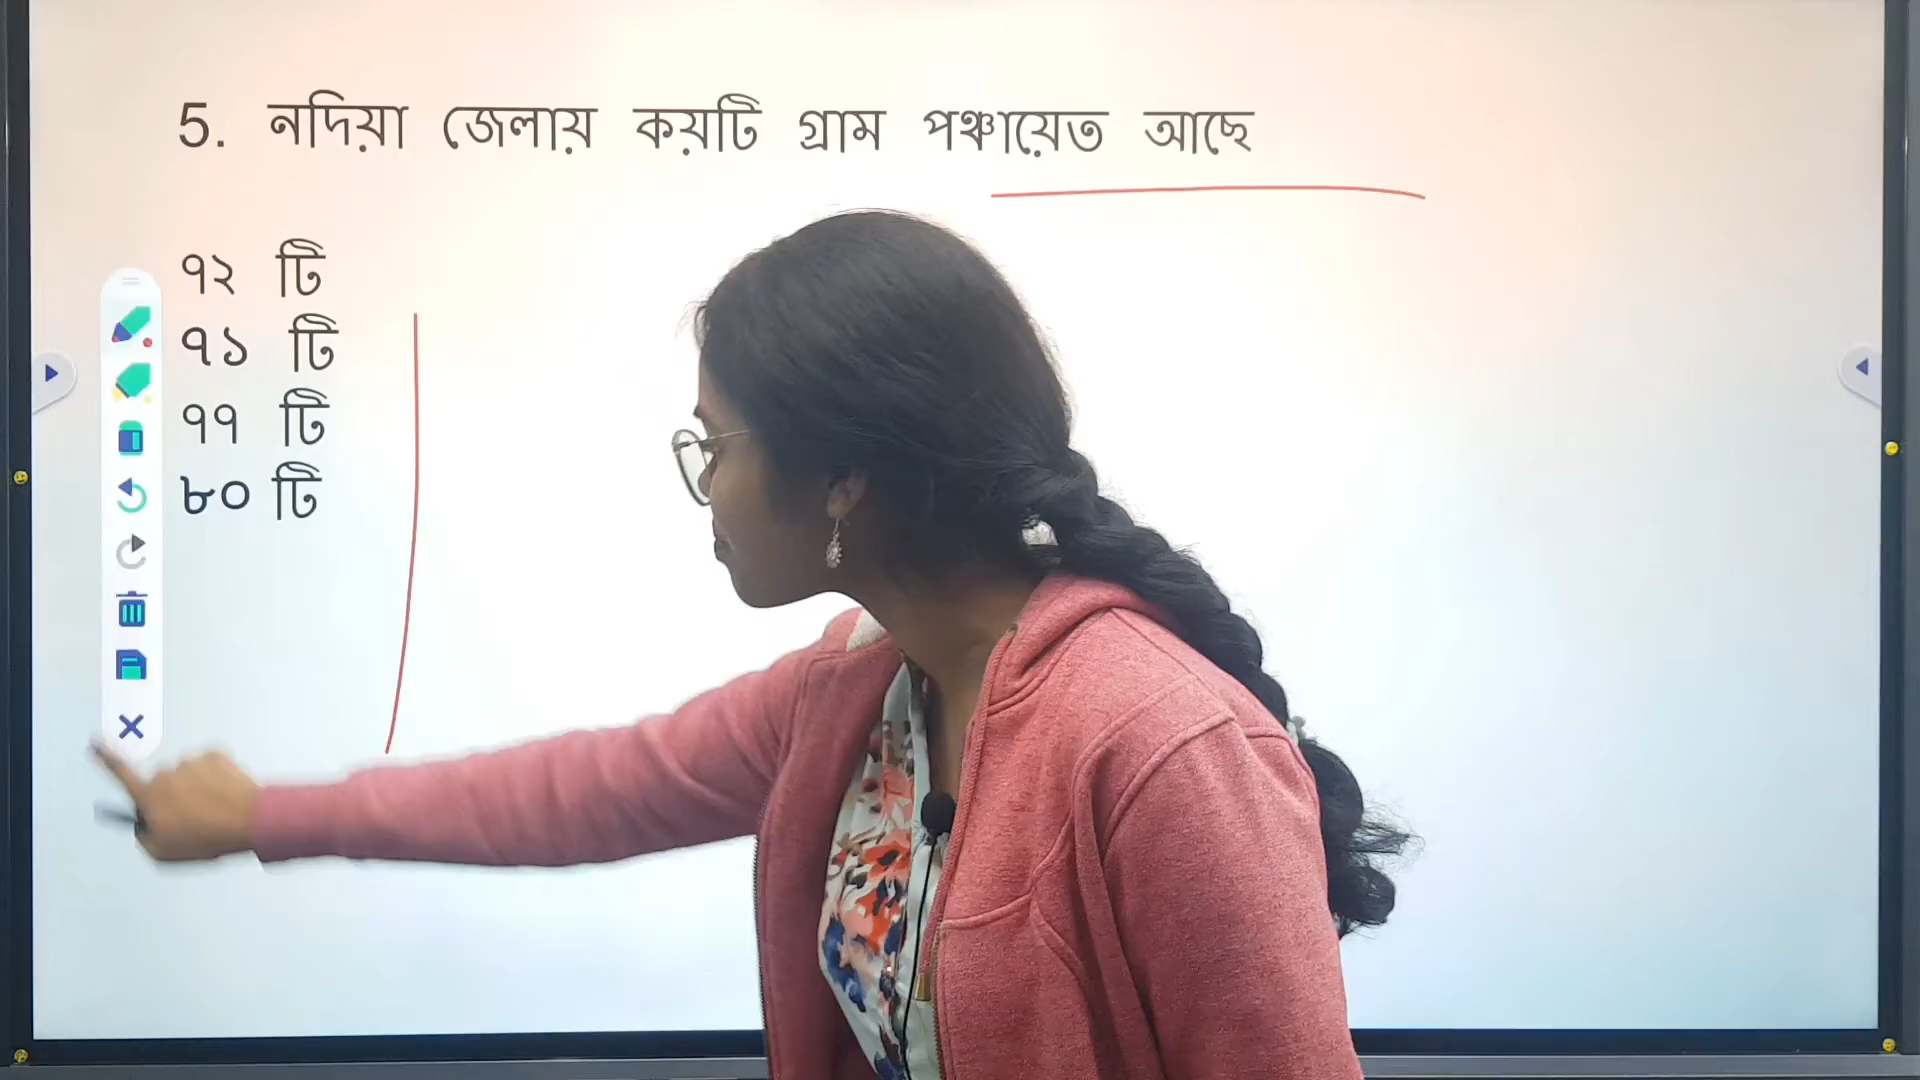 5. নদিয়া জেলায় কয়টি গ্রাম পঞ্চায়েত আছে
৭২ টি
৭১ টি
৭৭ টি
৮০ টি